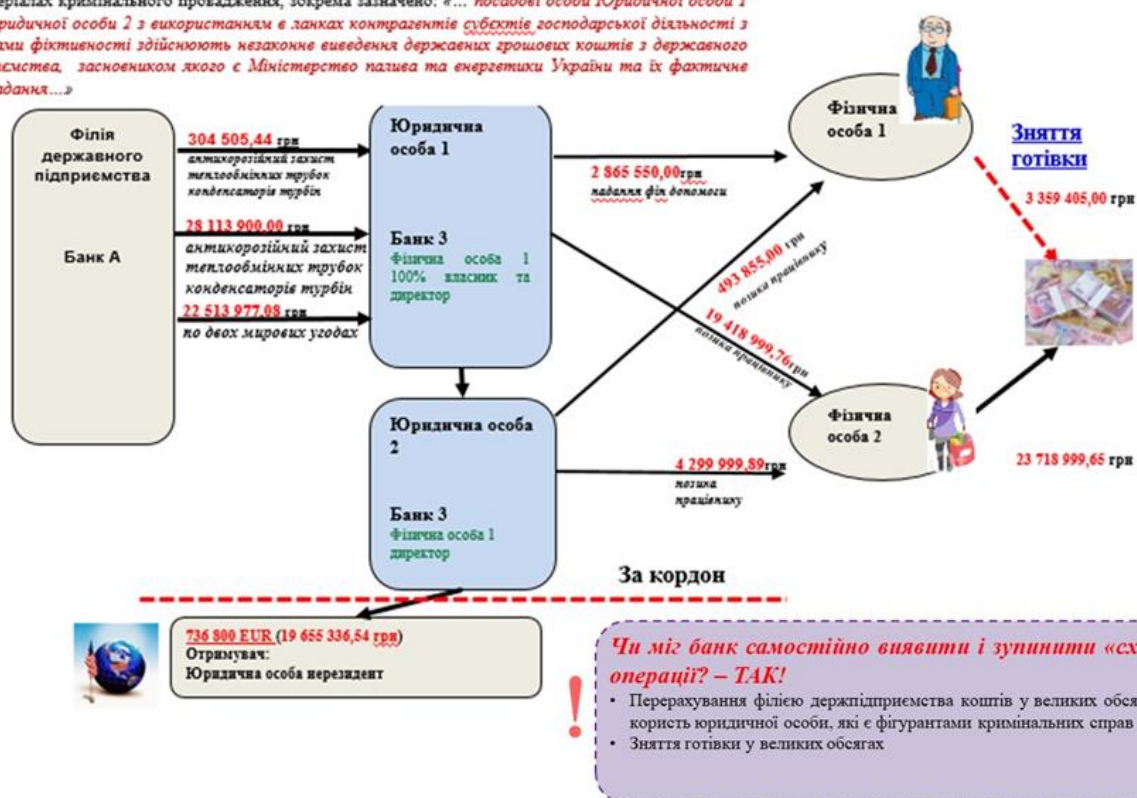 кримінального провадження, зокрема зазначено: «… посадові особи Юридичної особи 1
особи 2 з використанням в ланках контрагентів субєктів господарської діяльності з
фіктивності здійснюють незаконне виведення державних грошових коштів з державного
засновником якого є Міністерство палива та енергетики України та їх фактичне
Філія
державного
підприємства
Банк А
304 505,44 грн
антикорозійний захист
теплообмінних трубок
конденсаторів турбін
28 113 900,00 грн
антикорозійний захист
теплообмінних трубок
конденсаторів турбін
22 513 977,08 грн
по двох мирових угодах
Юридична
особа 1
Банк 3
Фізична особа 1
100% власник та
директор
2 865 550,00грн
надання фін допомоги
493 855,00 грн
позика працівнику
19 418 999,76грн
позика працівнику
Фізична
особа 1
Зняття
готівки
3 359 405,00 грн
Юридична особа
2
Банк 3
Фізична особа 1
директор
4 299 999,89грн
позика
працівнику
Фізична
особа 2
23 718 999,65 грн
За кордон
736 800 EUR (19 655 336,54 грн)
Отримувач:
Юридична особа нерезидент
!
Чи міг банк самостійно виявити і зупинити
операції? – ТАК!
• Перерахування філією держпідприємства коштів у великих
користь юридичної особи, які є фігурантами кримінальних справ
• Зняття готівки у великих обсягах